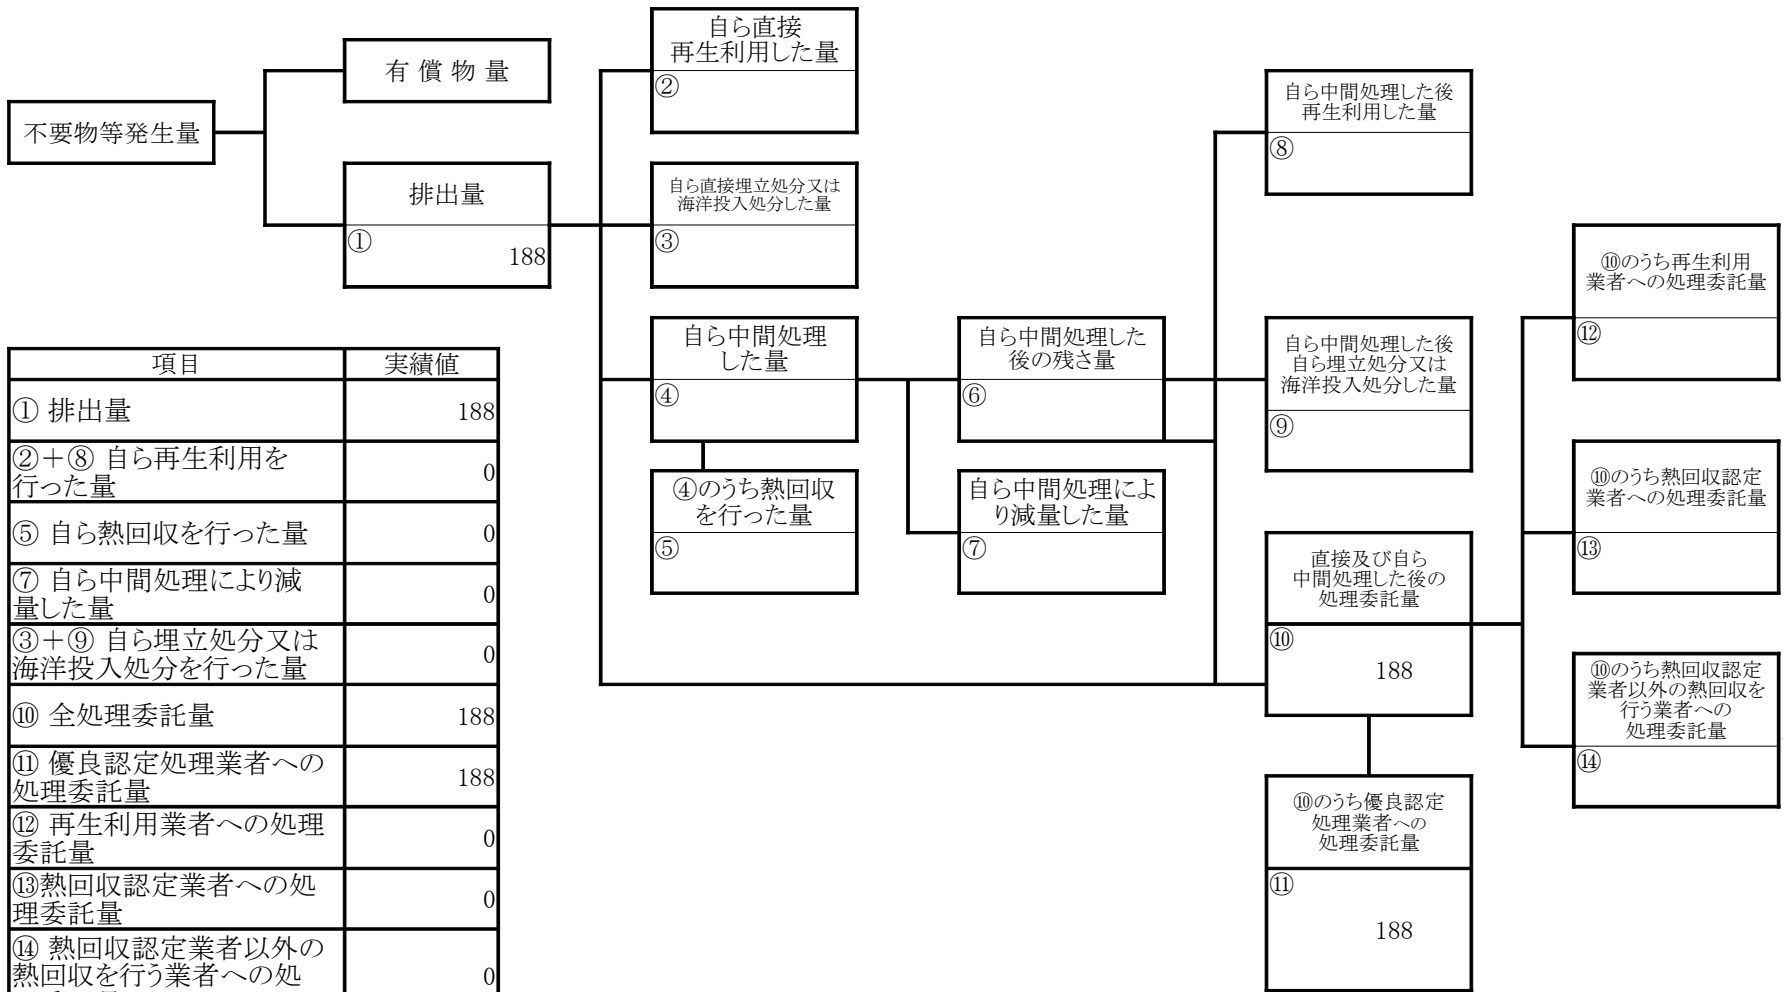 不要物等発生量
有 償 物 量
排出量
①
188
自ら直接
再生利用した量
②
自ら直接埋立処分又は
海洋投入処分した量
③
自ら中間処理
した量
④
④のうち熱回収
を行った量
⑤
自ら中間処理した
後の残さ量
⑥
自ら中間処理によ
り減量した量
⑦
自ら中間処理した後
再生利用した量
⑧
自ら中間処理した後
自ら埋立処分又は
海洋投入処分した量
⑨
直接及び自ら
中間処理した後の
処理委託量
⑩
188
⑩のうち優良認定
処理業者への
処理委託量
⑪
188
⑩のうち再生利用
業者への処理委託量
⑫
⑩のうち熱回収認定
業者への処理委託量
⑬
⑩のうち熱回収認定
業者以外の熱回収を
行う業者への
処理委託量
⑭
項目 実績値
① 排出量 188
②＋⑧ 自ら再生利用を
行った量 0
⑤ 自ら熱回収を行った量 0
⑦ 自ら中間処理により減
量した量 0
③＋⑨ 自ら埋立処分又は
海洋投入処分を行った量 0
⑩ 全処理委託量 188
⑪ 優良認定処理業者への
処理委託量 188
⑫ 再生利用業者への処理
委託量 0
⑬熱回収認定業者への処
理委託量 0
⑭ 熱回収認定業者以外の
熱回収を行う業者への処 0